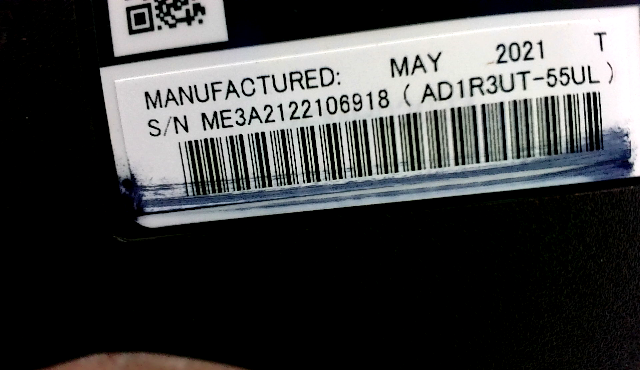 MANUFACTURED: MAY 2021 T
S/N ME3A2122106918 ( AD1R3UT-55UL )